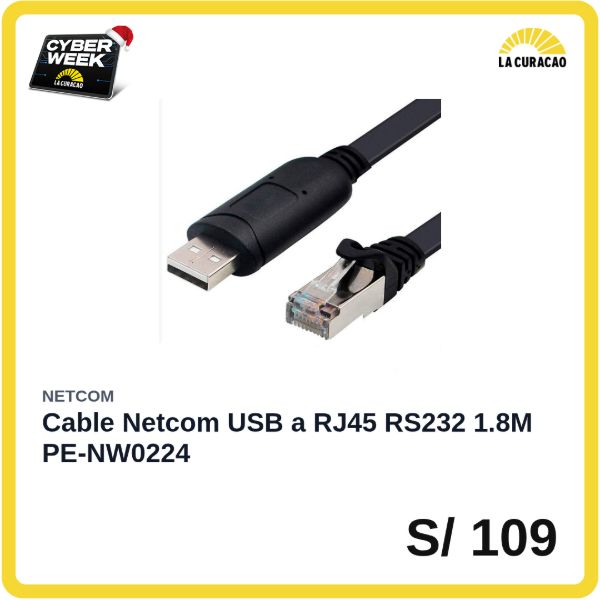 CYBER
WEEK
LA CURACAO
LA CURACAO
NETCOM
Cable Netcom USB a RJ45 RS232 1.8M
PE-NW0224
S/ 109